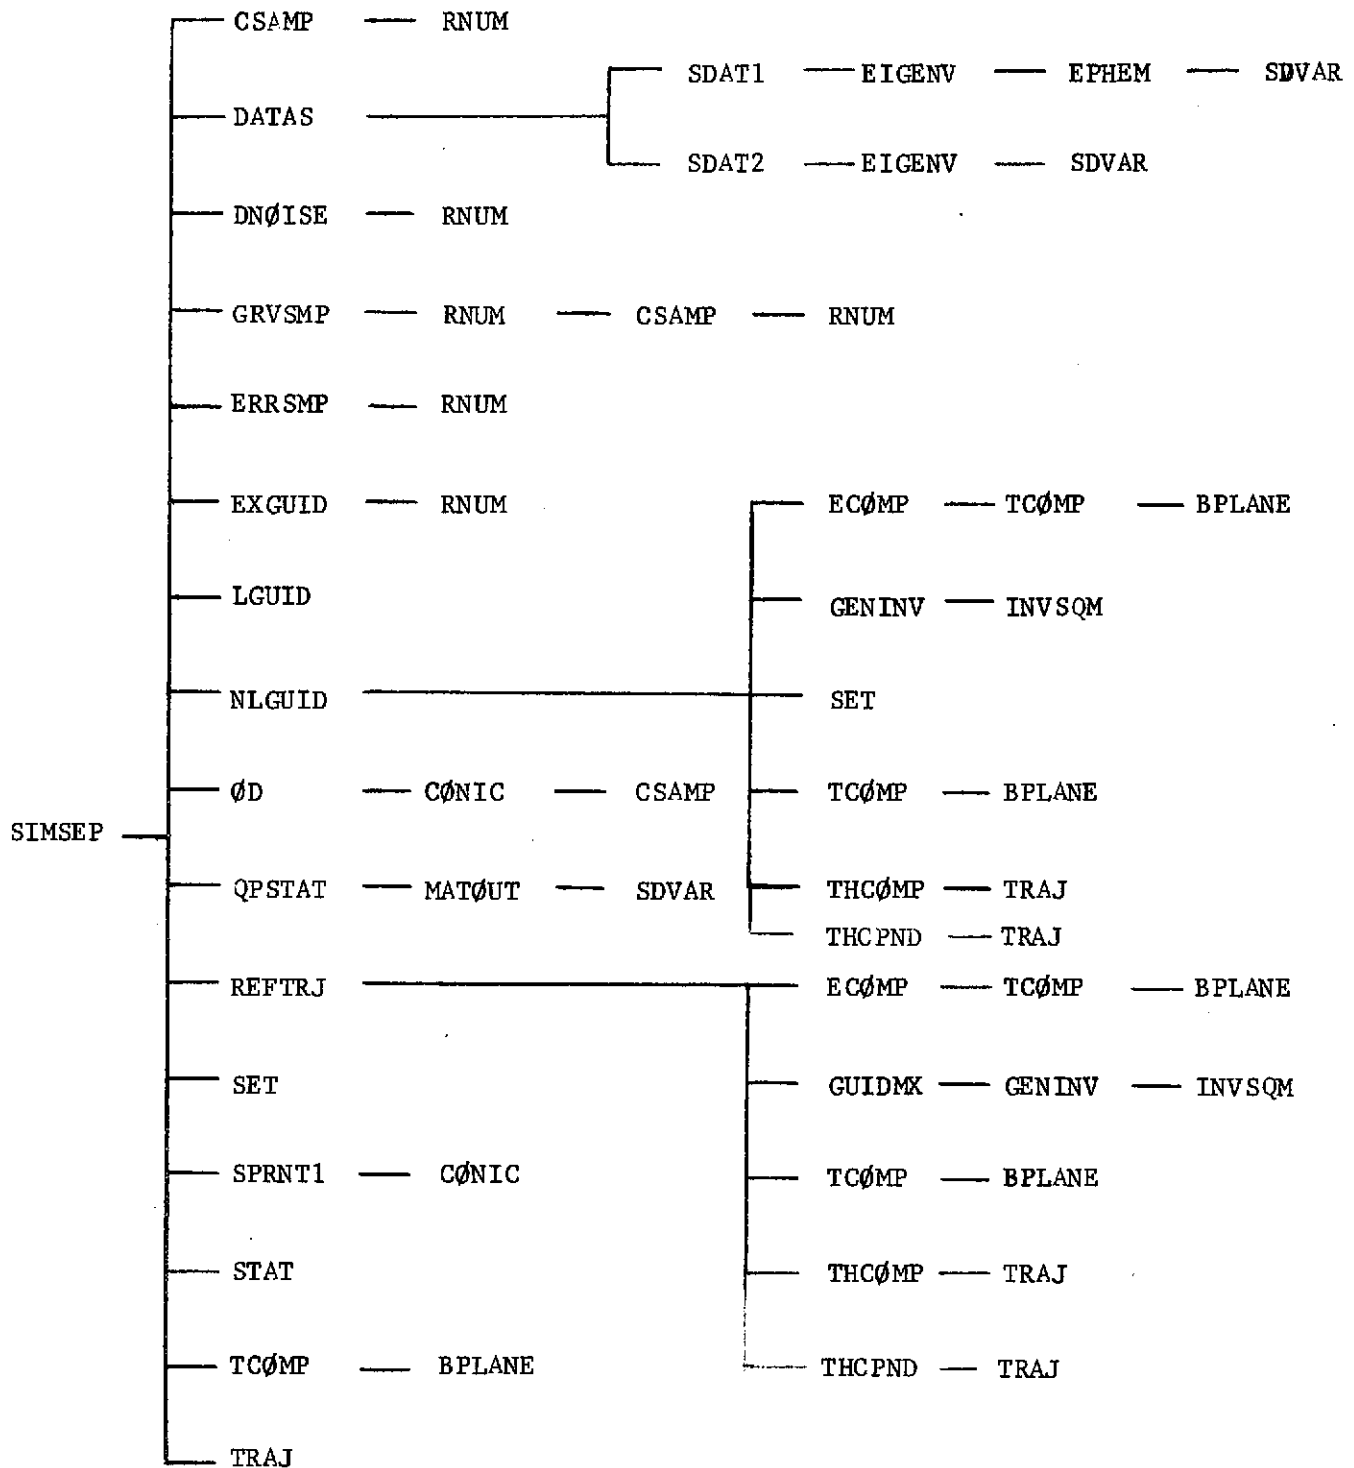 CSAMP RNUM
SDAT1 EIGENV EPHEM SDVAR
DATAS
SDAT2 EIGENV SDVAR
DNØISE RNUM
GRVSMP RNUM CSAMP RNUM
ERRSMP RNUM
EXGUID RNUM ECØMP TCØMP BPLANE
LGUID GENINV INVSQM
NLGUID SET
ØD CØNIC CSAMP TCØMP BPLANE
SIMSEP
QPSTAT MATØUT SDVAR THCØMP TRAJ
THCPND TRAJ
REFTRJ ECØMP TCØMP BPLANE
SET GUIDMX GENINV INVSQM
SPRNT1 CØNIC TCØMP BPLANE
STAT THCØMP TRAJ
TCØMP BPLANE THCPND TRAJ
TRAJ